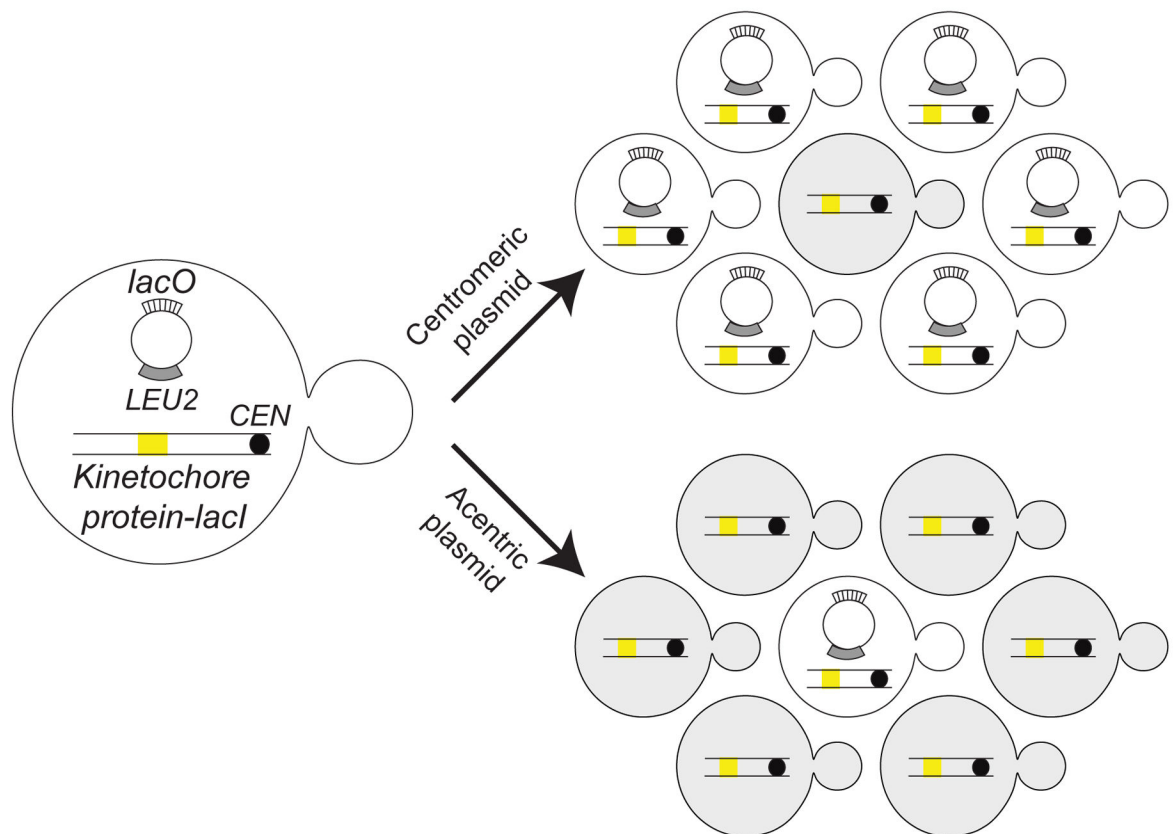 lacO
LEU2
CEN
Kinetochore
protein-lacI
Centromeric
plasmid
Acentric
plasmid